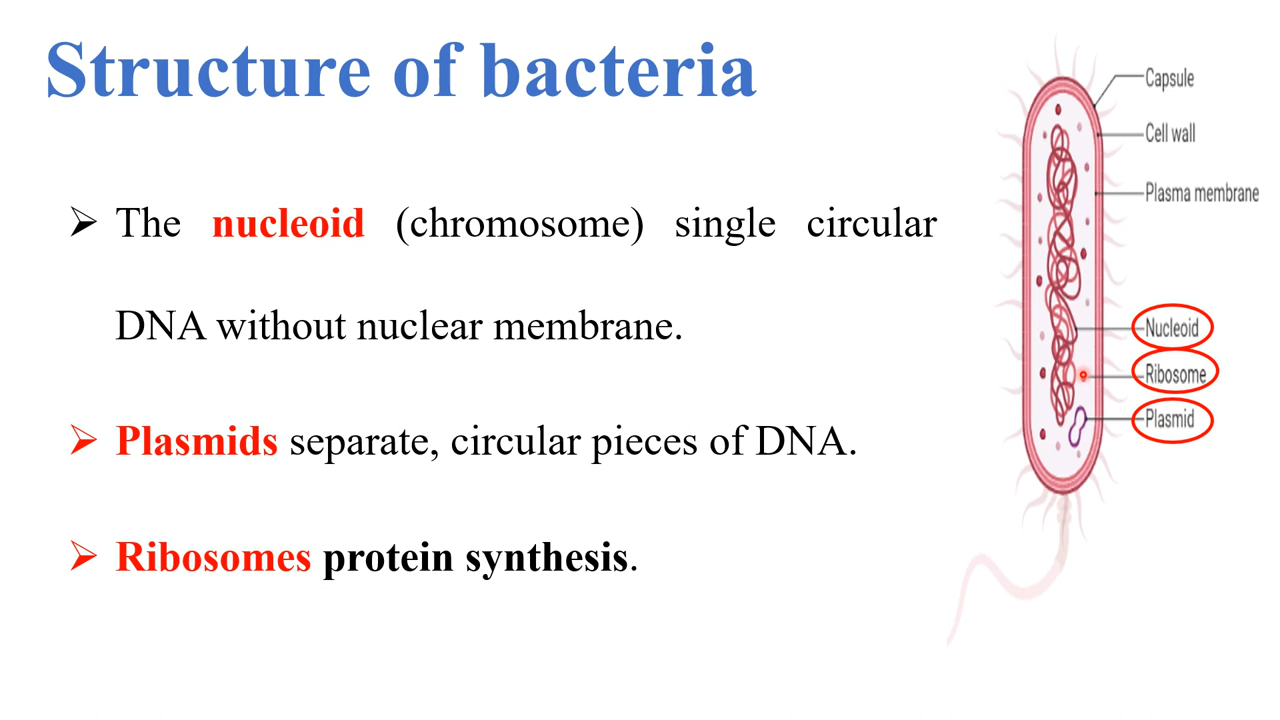 Structure of bacteria
➢ The nucleoid (chromosome) single circular
DNA without nuclear membrane.
➢ Plasmids separate, circular pieces of DNA.
➢ Ribosomes protein synthesis.
Capsule
Cell wall
Plasma membrane
Nucleoid
Ribosome
Plasmid